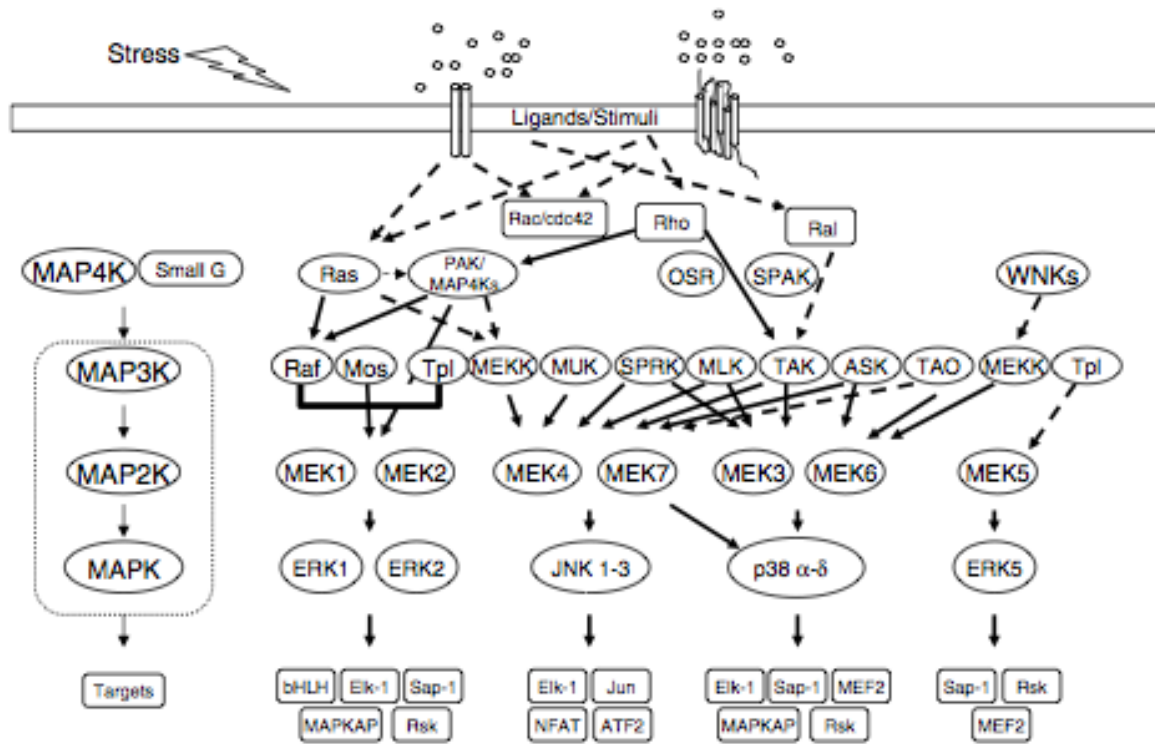 Stress
Ligands/Stimuli
Rac/cdc42
Rho
Ral
MAP4K
Small G
Ras
PAK/
MAP4Ks
OSR
SPAK
WNKs
MAP3K
Raf
Mos
Tpl
MEKK
MUK
SPRK
MLK
TAK
ASK
TAO
MEKK
Tpl
MAP2K
MEK1
MEK2
MEK4
MEK7
MEK3
MEK6
MEK5
MAPK
ERK1
ERK2
JNK 1-3
p38 α-δ
ERK5
Targets
bHLH
Elk-1
Sap-1
Elk-1
Jun
Elk-1
Sap-1
MEF2
Sap-1
Rsk
MAPKAP
Rsk
NFAT
ATF2
MAPKAP
Rsk
MEF2